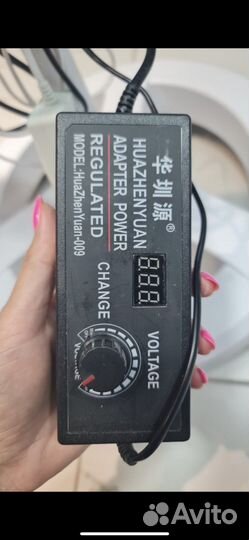 华圳源®
HUAZHENYUAN
ADAPTER POWER
REGULATED
MODEL:HuaZhenYuan-009
VOLTAGE
CHANGE
Avito